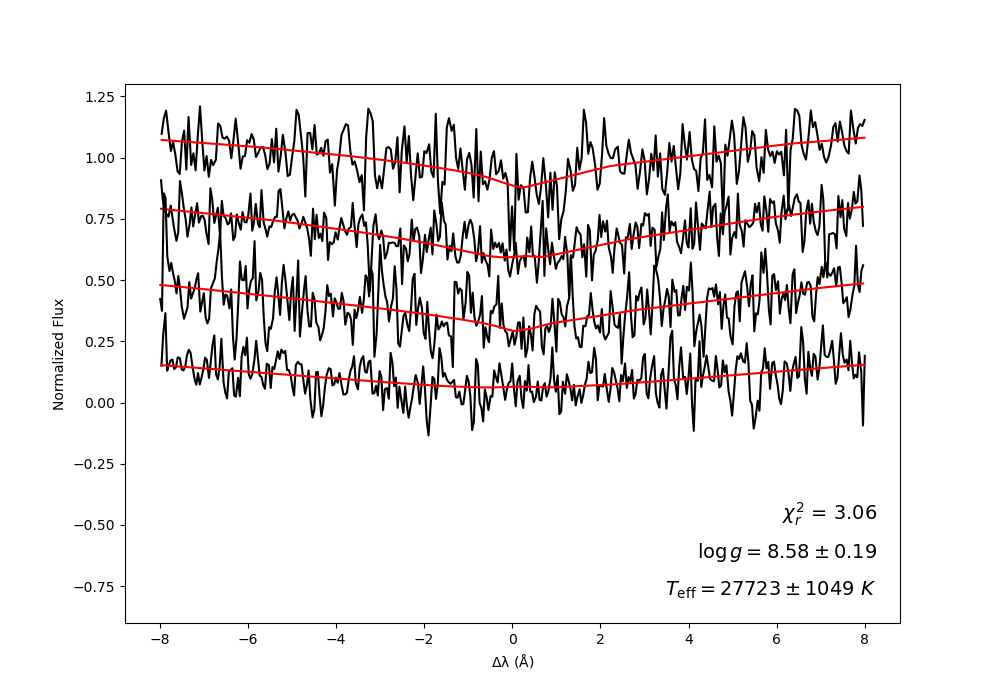 1.25
1.00
0.75
0.50
0.25
0.00
−0.25
−0.50
−0.75
Normalized Flux
χ²ᵣ = 3.06
log g = 8.58 ± 0.19
T_eff = 27723 ± 1049 K
−8 −6 −4 −2 0 2 4 6 8
Δλ (Å)